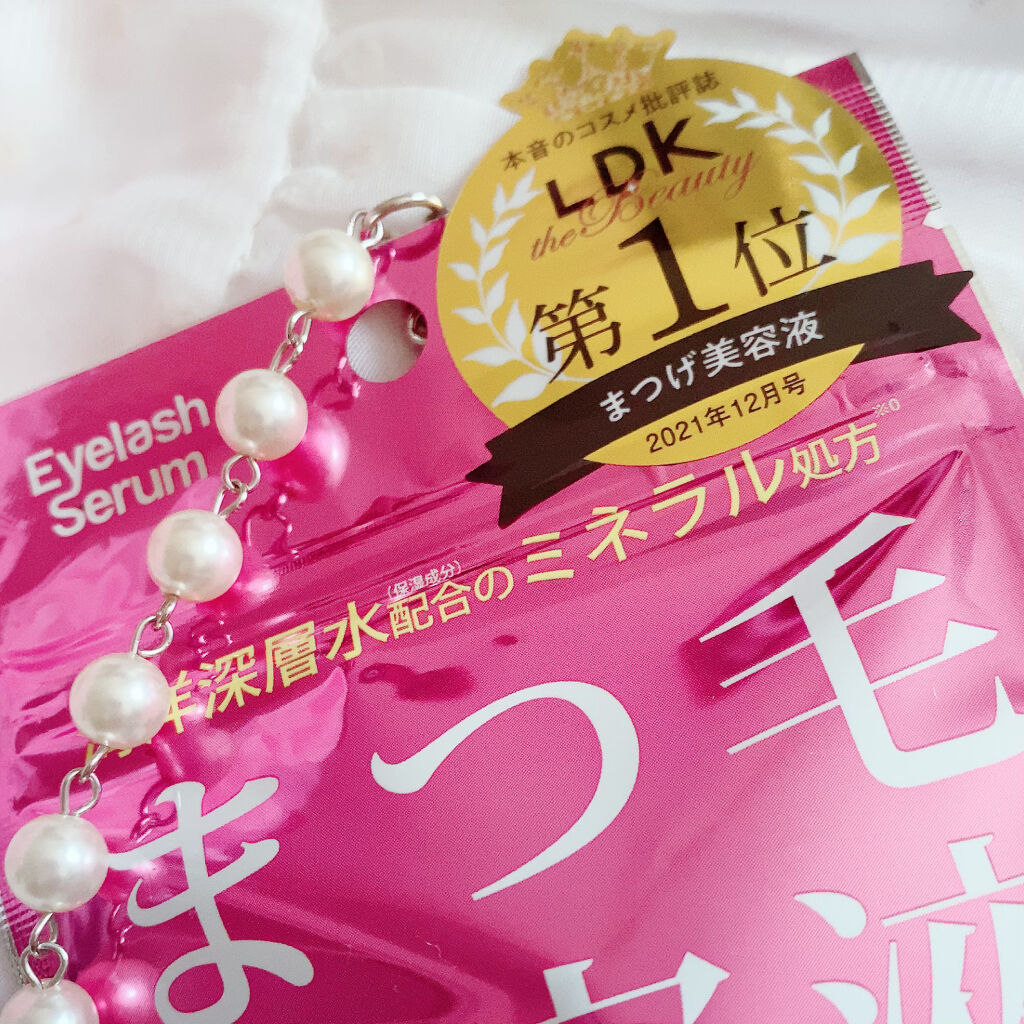 本音のコスメ批評誌
LDK
the Beauty
第1位
まつげ美容液
2021年12月号
Eyelash
Serum
※0
(保湿成分)
洋深層水配合のミネラル処方
まつ毛
液